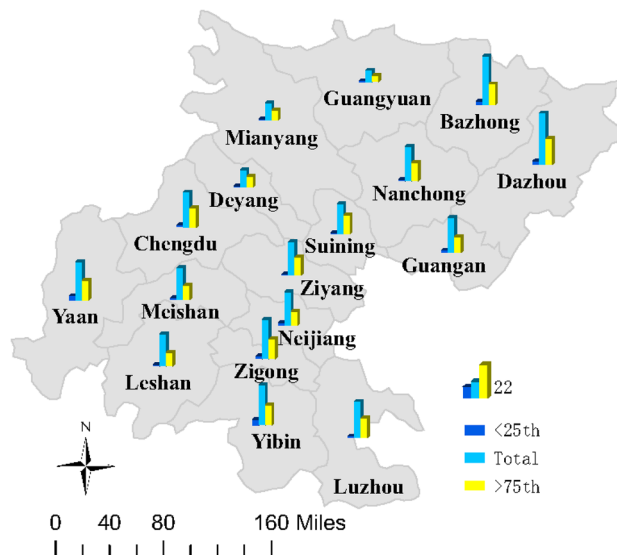 Guangyuan
Bazhong
Mianyang
Dazhou
Nanchong
Deyang
Chengdu
Suining
Guangan
Ziyang
Yaan
Meishan
Neijiang
Leshan
Zigong
22
Yibin
<25th
Total
>75th
N
Luzhou
0 40 80 160 Miles